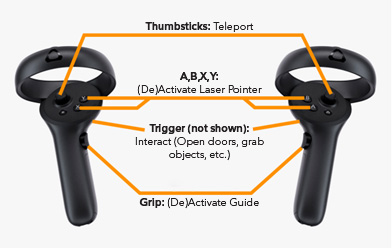 Thumbsticks: Teleport
A,B,X,Y:
(De)Activate Laser Pointer
Trigger (not shown):
Interact (Open doors, grab
objects, etc.)
Grip: (De)Activate Guide